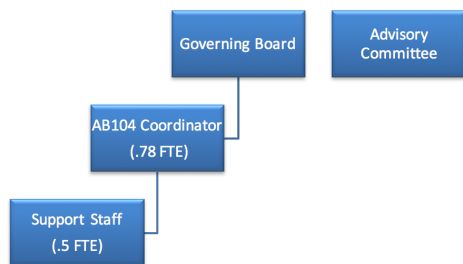 Governing Board
Advisory
Committee
AB104 Coordinator
(.78 FTE)
Support Staff
(.5 FTE)